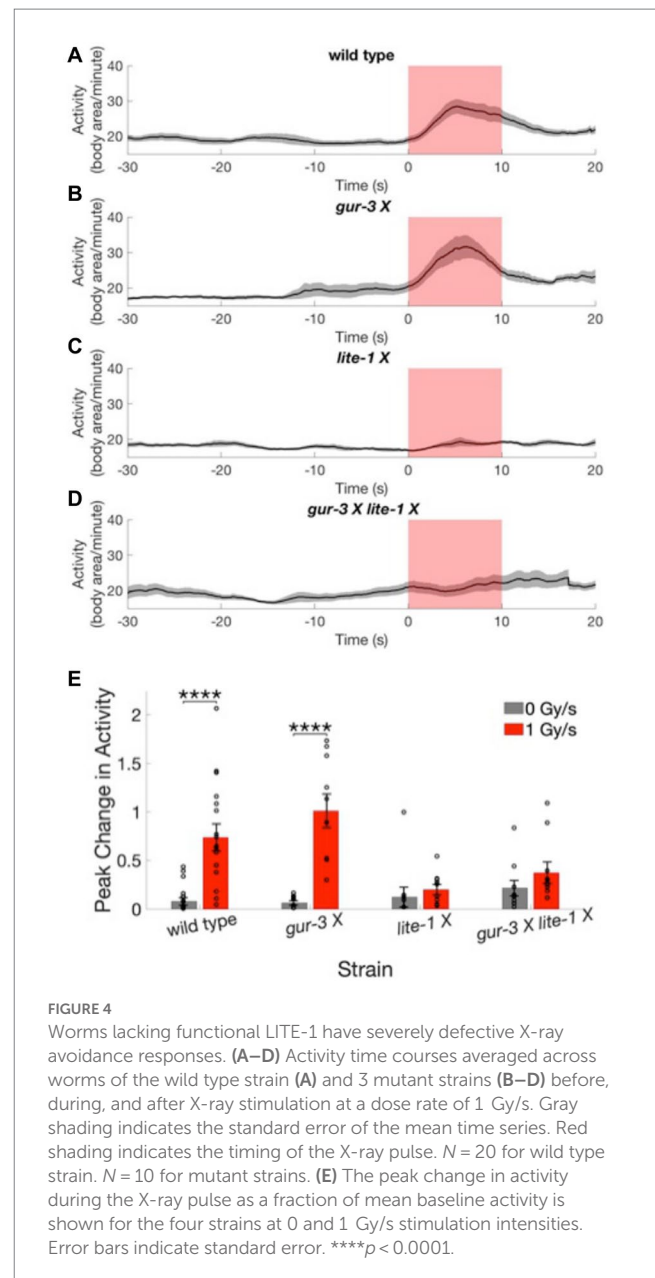 A
wild type
Activity
(body area/minute)
40
30
20
-30
-20
-10
0
10
20
Time (s)
B
gur-3 X
Activity
(body area/minute)
40
30
20
-30
-20
-10
0
10
20
Time (s)
C
lite-1 X
Activity
(body area/minute)
40
30
20
-30
-20
-10
0
10
20
Time (s)
D
gur-3 X lite-1 X
Activity
(body area/minute)
40
30
20
-30
-20
-10
0
10
20
Time (s)
E
Peak Change in Activity
2
1.5
1
0.5
0
****
****
0 Gy/s
1 Gy/s
wild type
gur-3 X
lite-1 X
gur-3 X lite-1 X
Strain
FIGURE 4
Worms lacking functional LITE-1 have severely defective X-ray
avoidance responses. (A–D) Activity time courses averaged across
worms of the wild type strain (A) and 3 mutant strains (B–D) before,
during, and after X-ray stimulation at a dose rate of 1 Gy/s. Gray
shading indicates the standard error of the mean time series. Red
shading indicates the timing of the X-ray pulse. N = 20 for wild type
strain. N = 10 for mutant strains. (E) The peak change in activity
during the X-ray pulse as a fraction of mean baseline activity is
shown for the four strains at 0 and 1 Gy/s stimulation intensities.
Error bars indicate standard error. ****p < 0.0001.